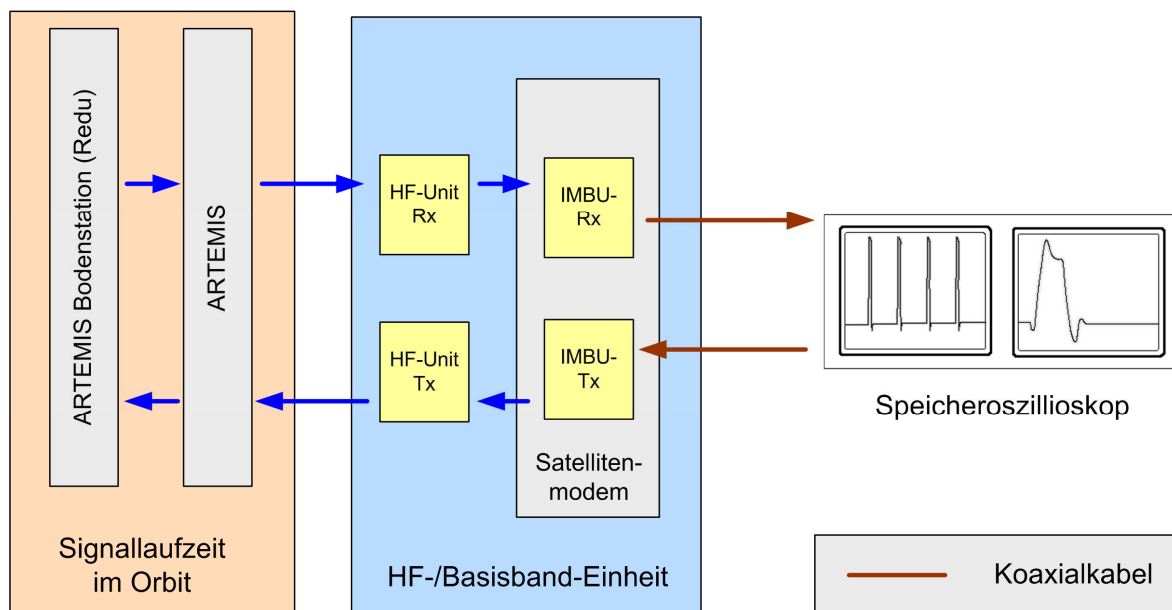 ARTEMIS Bodenstation (Redu)
ARTEMIS
Signallaufzeit
im Orbit
HF-Unit
Rx
HF-Unit
Tx
IMBU-
Rx
IMBU-
Tx
Satelliten-
modem
HF-/Basisband-Einheit
Speicheroszillioskop
Koaxialkabel